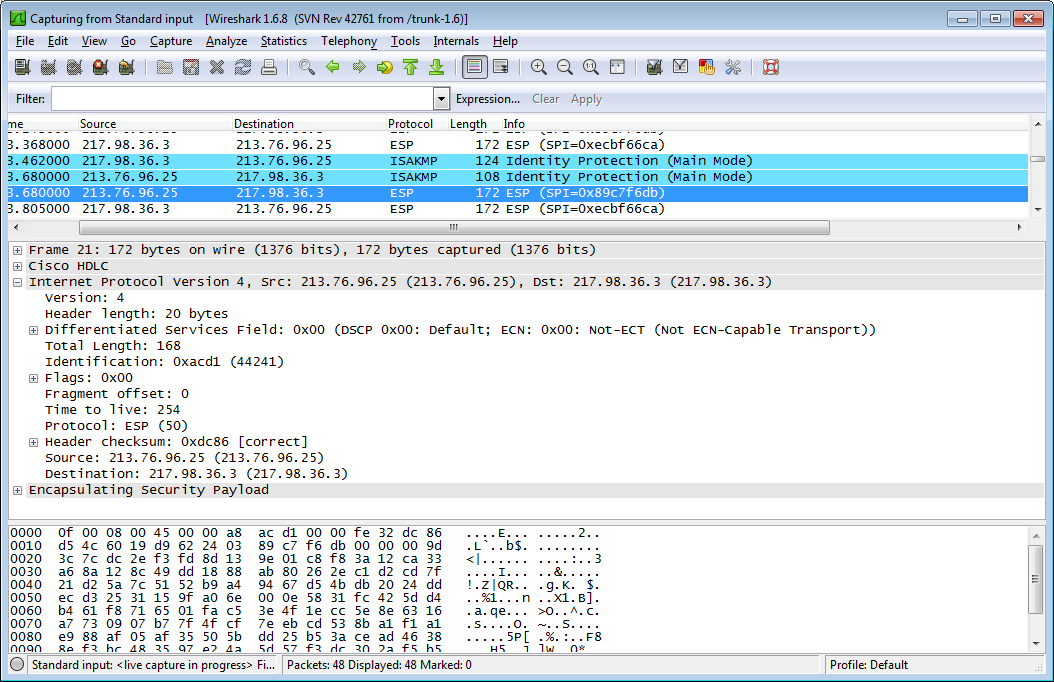 Capturing from Standard input [Wireshark 1.6.8 (SVN Rev 42761 from /trunk-1.6)]
File Edit View Go Capture Analyze Statistics Telephony Tools Internals Help
Filter: Expression... Clear Apply
me Source Destination Protocol Length Info
3.368000 217.98.36.3 213.76.96.25 ESP 172 ESP (SPI=0xecbf66ca)
3.462000 217.98.36.3 213.76.96.25 ISAKMP 124 Identity Protection (Main Mode)
3.680000 213.76.96.25 217.98.36.3 ISAKMP 108 Identity Protection (Main Mode)
3.680000 213.76.96.25 217.98.36.3 ESP 172 ESP (SPI=0x89c7f6db)
3.805000 217.98.36.3 213.76.96.25 ESP 172 ESP (SPI=0xecbf66ca)
Frame 21: 172 bytes on wire (1376 bits), 172 bytes captured (1376 bits)
Cisco HDLC
Internet Protocol Version 4, Src: 213.76.96.25 (213.76.96.25), Dst: 217.98.36.3 (217.98.36.3)
Version: 4
Header length: 20 bytes
Differentiated Services Field: 0x00 (DSCP 0x00: Default; ECN: 0x00: Not-ECT (Not ECN-Capable Transport))
Total Length: 168
Identification: 0xacd1 (44241)
Flags: 0x00
Fragment offset: 0
Time to live: 254
Protocol: ESP (50)
Header checksum: 0xdc86 [correct]
Source: 213.76.96.25 (213.76.96.25)
Destination: 217.98.36.3 (217.98.36.3)
Encapsulating Security Payload
0000 0f 00 08 00 45 00 00 a8 ac d1 00 00 fe 32 dc 86 ....E... .....2..
0010 d5 4c 60 19 d9 62 24 03 89 c7 f6 db 00 00 00 9d .L`..b$. ........
0020 3c 7c dc 2e f3 fd 8d 13 9e 01 c8 f8 3a 12 ca 33 <|...... ....:..3
0030 a6 8a 12 8c 49 dd 18 88 ab 80 26 2e c1 d2 cd 7f ....I... ..&.....
0040 21 d2 5a 7c 51 52 b9 a4 94 67 d5 4b db 20 24 dd !.Z|QR.. .g.K. $.
0050 ec d3 25 31 15 9f a0 6e 00 0e 58 31 fc 42 5d d4 ..%1...n ..X1.B].
0060 b4 61 f8 71 65 01 fa c5 3e 4f 1e cc 5e 8e 63 16 .a.qe... >O..^.c.
0070 a7 73 09 07 b7 7f 4f cf 7e eb cd 53 8b a1 f1 a1 .s....O. ~..S....
0080 e9 88 af 05 af 35 50 5b dd 25 b5 3a ce ad 46 38 .....5P[ .%.:..F8
0090 8e f3 bc 48 35 97 e2 4a 5d 57 f3 dc 30 2a f5 b5 ...H5..J ]W..0*..
Standard input: <live capture in progress> Fi... Packets: 48 Displayed: 48 Marked: 0 Profile: Default